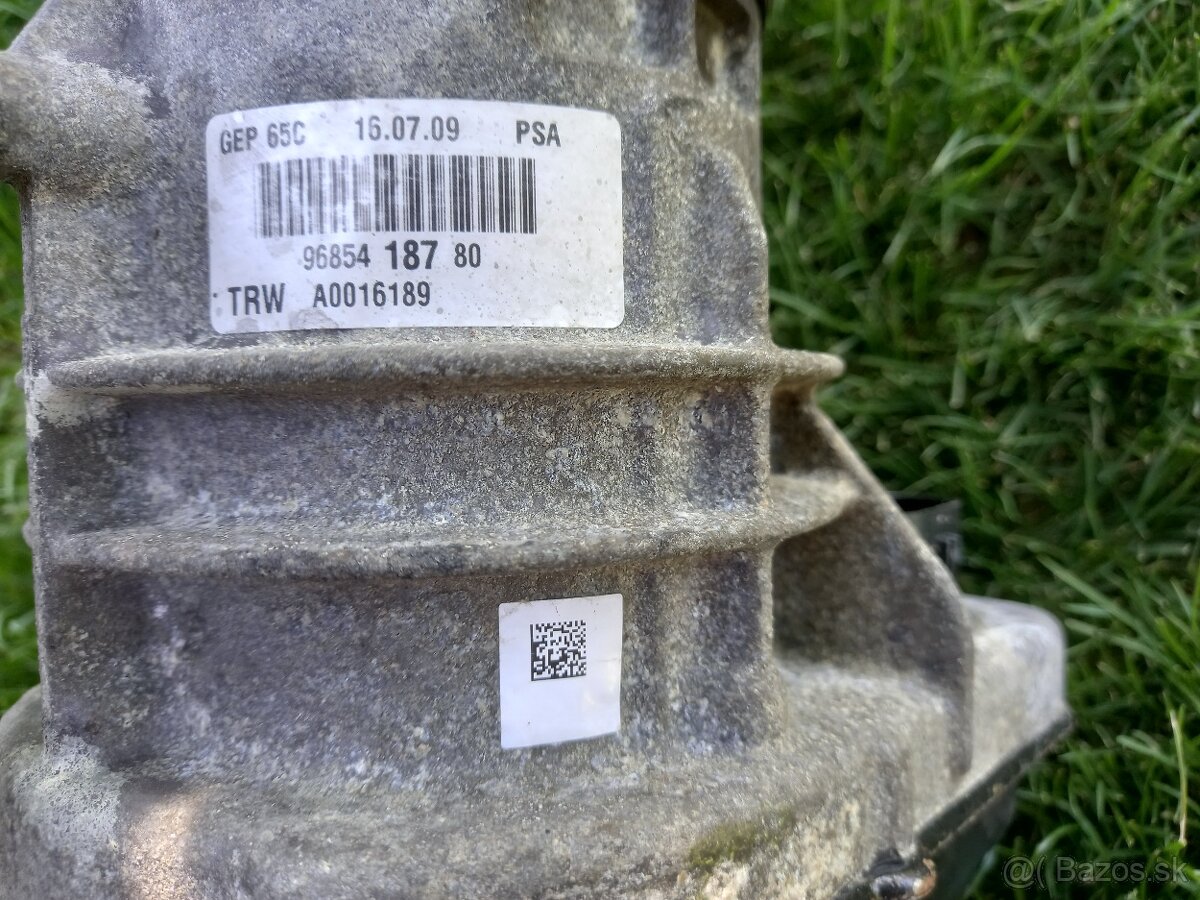 GEP 65C 16.07.09 PSA
96854 187 80
TRW A0016189
@( Bazos.sk